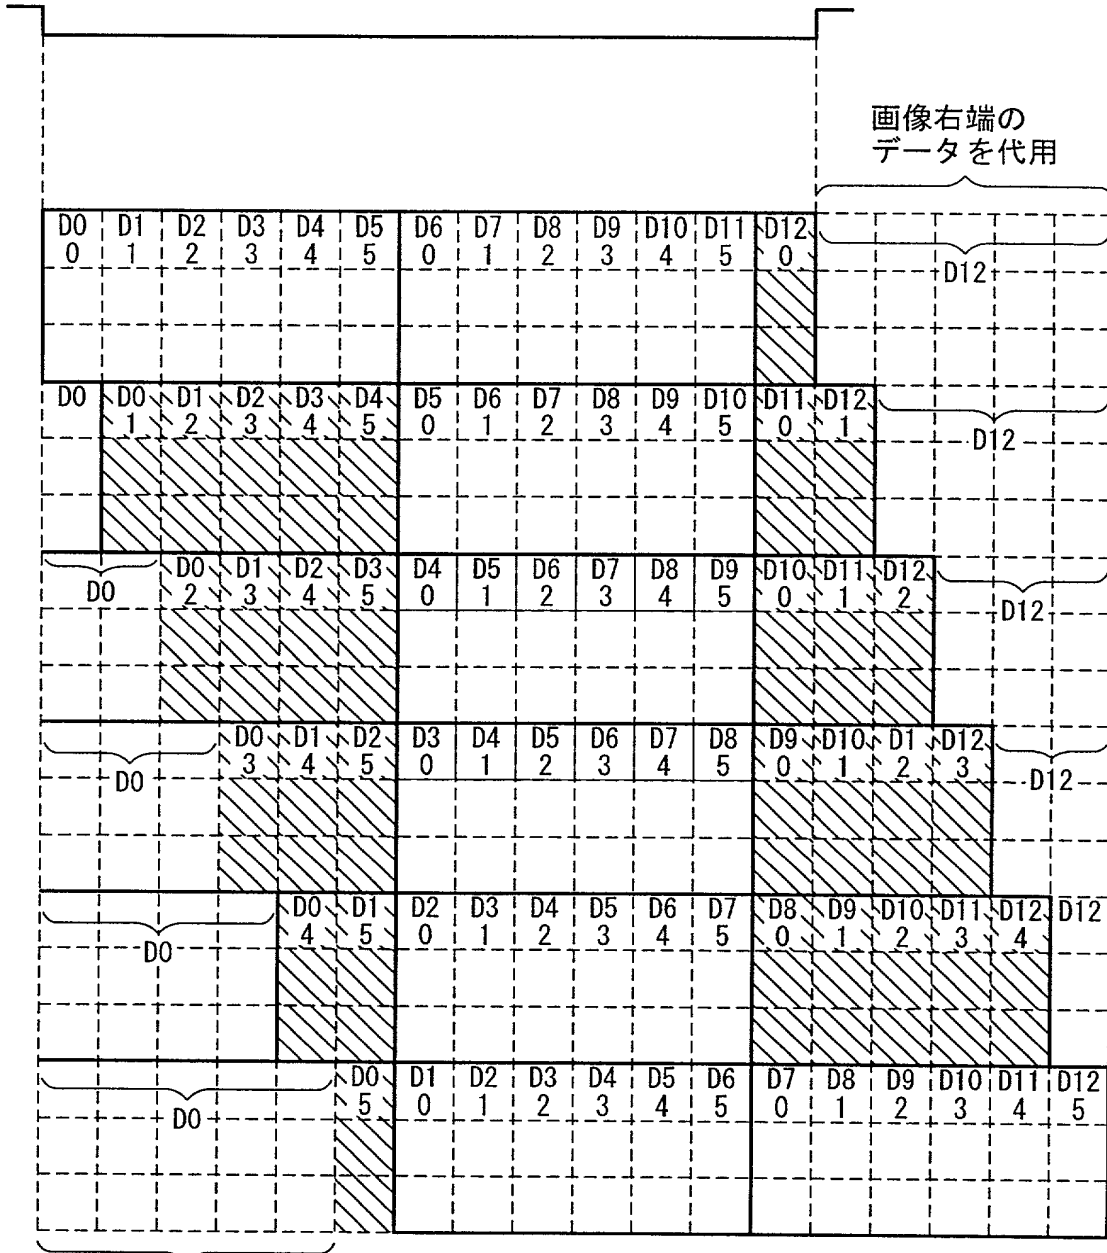 画像右端の
データを代用
D0 D1 D2 D3 D4 D5 D6 D7 D8 D9 D10 D11 D12
0 1 2 3 4 5 0 1 2 3 4 5 0
D12
D0 D0 D1 D2 D3 D4 D5 D6 D7 D8 D9 D10 D11 D12
1 2 3 4 5 0 1 2 3 4 5 0 1
D12
D0 D1 D2 D3 D4 D5 D6 D7 D8 D9 D10 D11 D12
D0 2 3 4 5 0 1 2 3 4 5 0 1 2
D12
D0 D1 D2 D3 D4 D5 D6 D7 D8 D9 D10 D1 D12
3 4 5 0 1 2 3 4 5 0 1 2 3
D0 D12
D0 D1 D2 D3 D4 D5 D6 D7 D8 D9 D10 D11 D12 D12
4 5 0 1 2 3 4 5 0 1 2 3 4
D0
D0 D1 D2 D3 D4 D5 D6 D7 D8 D9 D10 D11 D12
5 0 1 2 3 4 5 0 1 2 3 4 5
D0